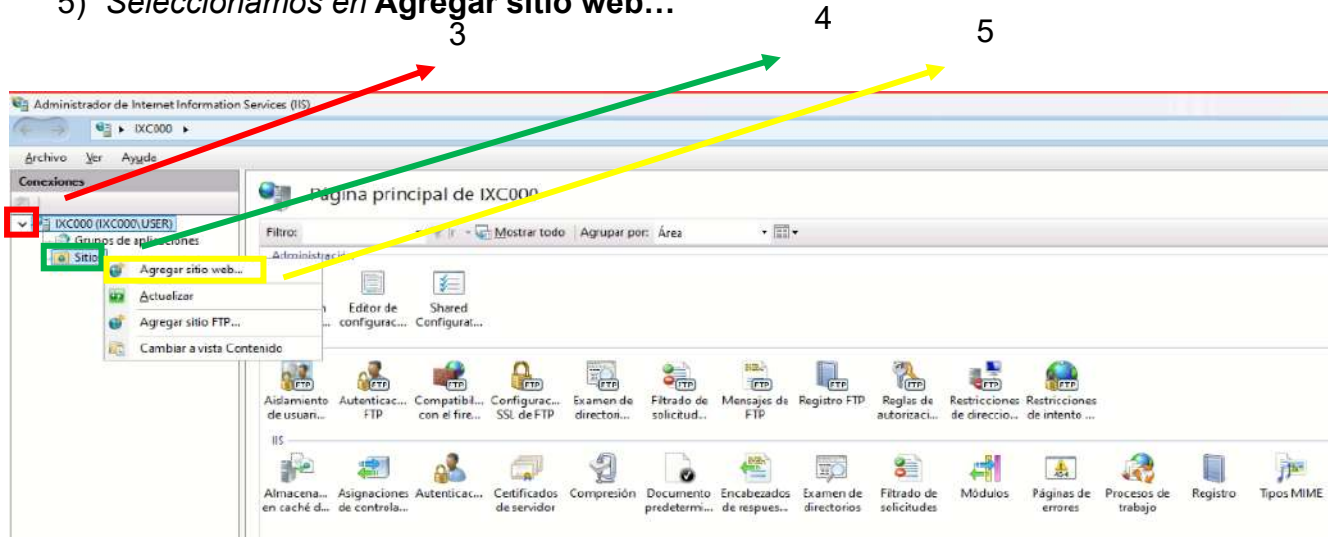 5) Seleccionamos en Agregar sitio web...
3 4 5
Administrador de Internet Information Services (IIS)
IXC000
Archivo Ver Ayuda
Conexiones
Página principal de IXC000
IXC000 (IXC000\USER)
Grupos de aplicaciones
Sitio
Filtro: Mostrar todo Agrupar por: Área
Administración
Agregar sitio web...
Actualizar
Agregar sitio FTP...
Cambiar a vista Contenido
Editor de configurac...
Shared Configurat...
Aislamiento de usuari...
Autenticac... FTP
Compatibil... con el fire...
Configurac... SSL de FTP
Examen de directori...
Filtrado de solicitud...
Mensajes de FTP
Registro FTP
Reglas de autorizaci...
Restricciones de direccio...
Restricciones de intento ...
IIS
Almacena... en caché d...
Asignaciones de controla...
Autenticac...
Certificados de servidor
Compresión
Documento predetermi...
Encabezados de respues...
Examen de directorios
Filtrado de solicitudes
Módulos
Páginas de errores
Procesos de trabajo
Registro
Tipos MIME